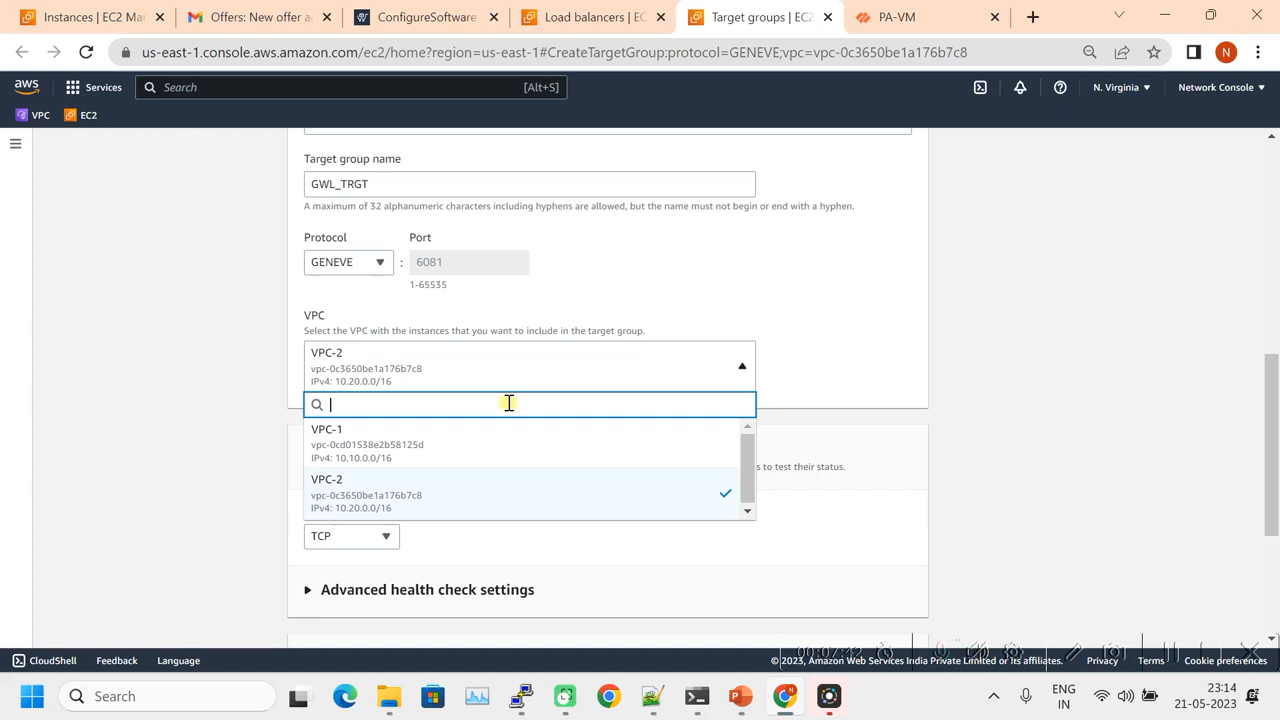 Instances | EC2 Mar
Offers: New offer a
ConfigureSoftware
Load balancers | EC
Target groups | EC2
PA-VM
us-east-1.console.aws.amazon.com/ec2/home?region=us-east-1#CreateTargetGroup:protocol=GENEVE;vpc=vpc-0c3650be1a176b7c8
N
aws
Services
Search
[Alt+S]
N. Virginia
Network Console
VPC
EC2
Target group name
GWL_TRGT
A maximum of 32 alphanumeric characters including hyphens are allowed, but the name must not begin or end with a hyphen.
Protocol
Port
GENEVE
:
6081
1-65535
VPC
Select the VPC with the instances that you want to include in the target group.
VPC-2
vpc-0c3650be1a176b7c8
IPv4: 10.20.0.0/16
VPC-1
vpc-0cd01538e2b58125d
IPv4: 10.10.0.0/16
s to test their status.
VPC-2
vpc-0c3650be1a176b7c8
IPv4: 10.20.0.0/16
TCP
Advanced health check settings
00:07:42
CloudShell
Feedback
Language
© 2023, Amazon Web Services India Private Limited or its affiliates.
Privacy
Terms
Cookie preferences
Search
N
ENG
IN
23:14
21-05-2023